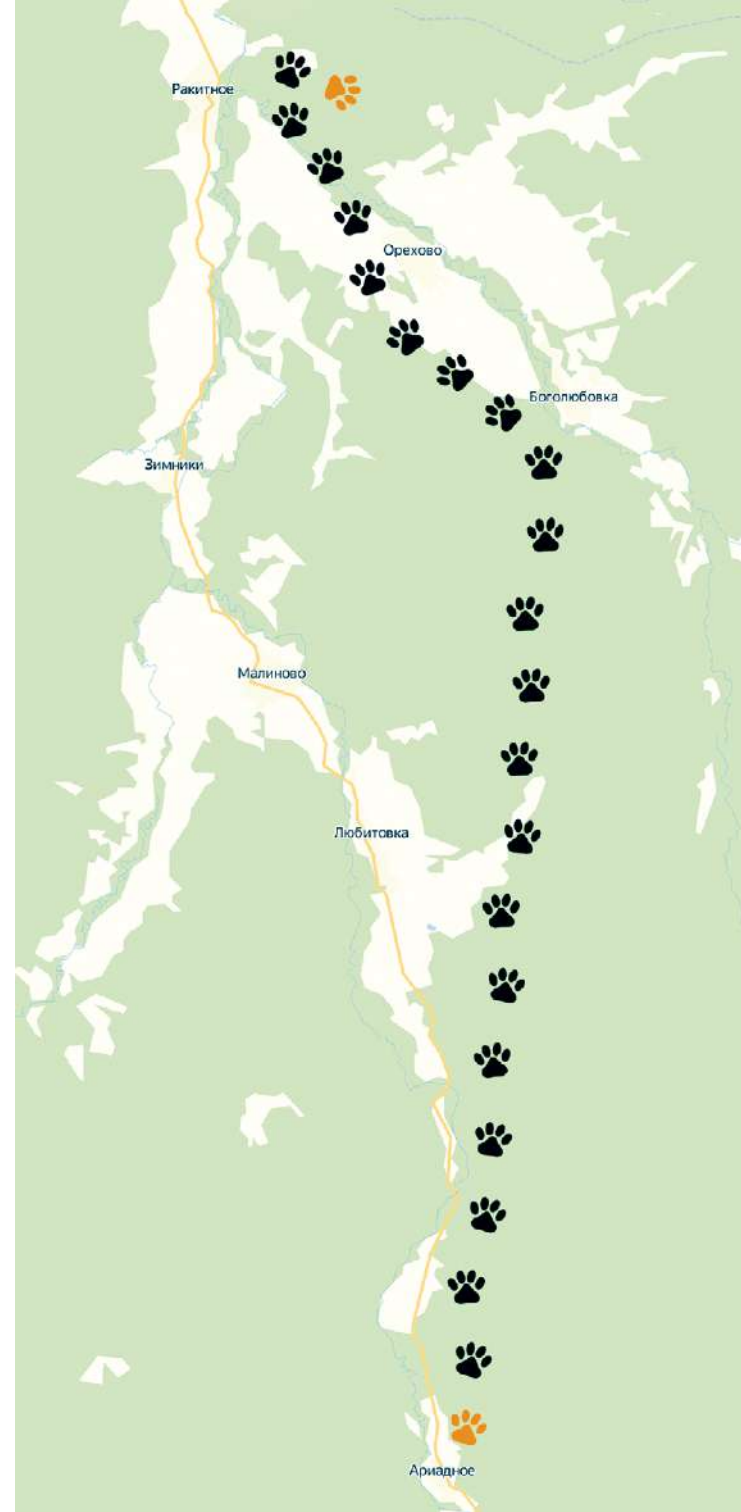 Ракитное
Орехово
Боголюбовка
Зимники
Малиново
Любитовка
Ариадное